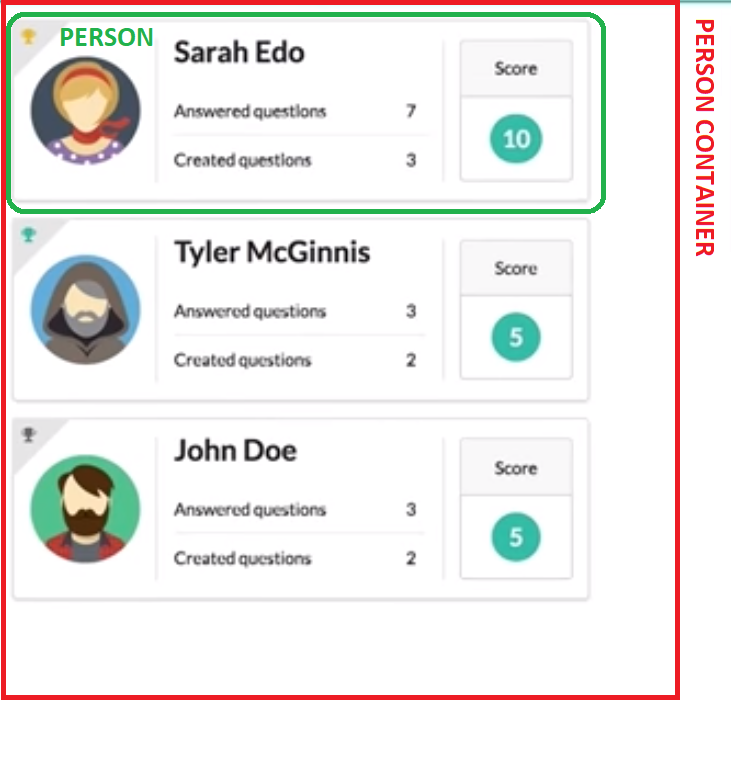 PERSON
Sarah Edo
Answered questions 7
Created questions 3
Score
10
Tyler McGinnis
Answered questions 3
Created questions 2
Score
5
John Doe
Answered questions 3
Created questions 2
Score
5
PERSON CONTAINER